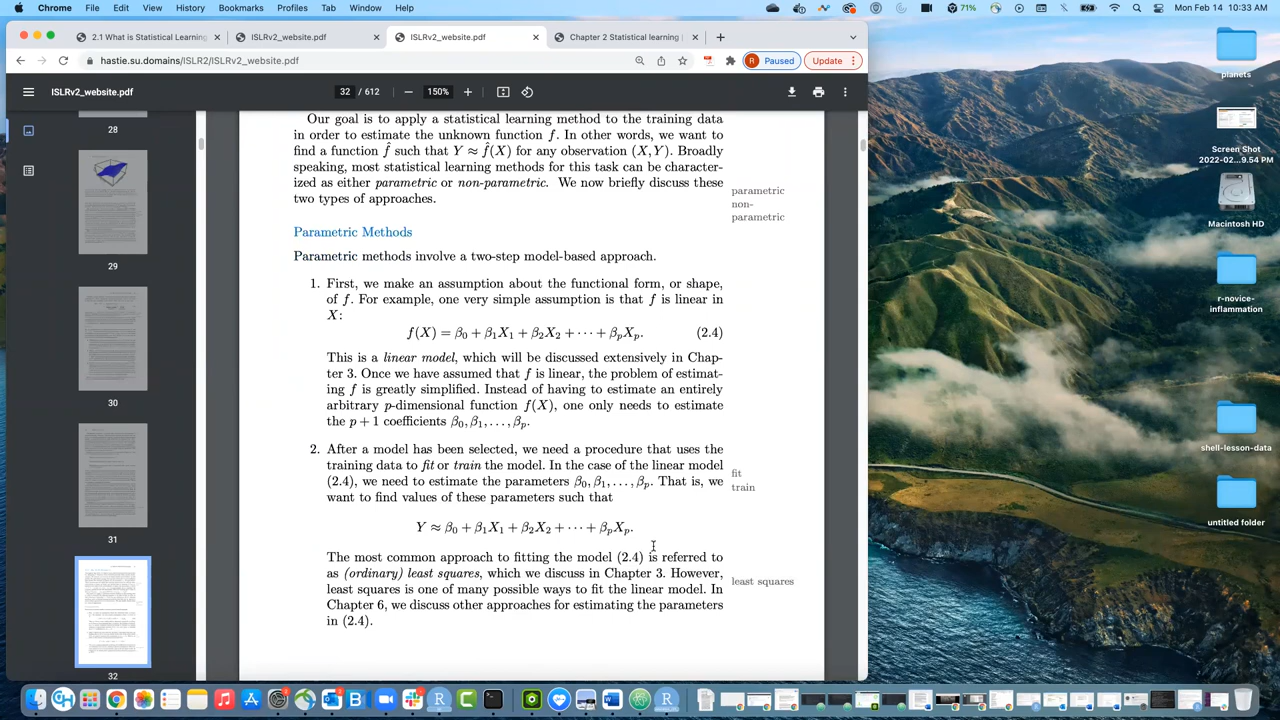 Chrome File Edit View History Bookmarks Profiles Tab Window Help 71% Mon Feb 14 10:33 AM
2.1 What is Statistical Learning ISLRv2_website.pdf ISLRv2_website.pdf Chapter 2 Statistical learning
hastie.su.domains/ISLR2/ISLRv2_website.pdf R Paused Update
ISLRv2_website.pdf 32 / 612 150%
28
29
30
31
32
Our goal is to apply a statistical learning method to the training data
in order to estimate the unknown function f. In other words, we want to
find a function f̂ such that Y ≈ f̂(X) for any observation (X, Y). Broadly
speaking, most statistical learning methods for this task can be character-
ized as either parametric or non-parametric. We now briefly discuss these
two types of approaches.
parametric
non-
parametric
Parametric Methods
Parametric methods involve a two-step model-based approach.
1. First, we make an assumption about the functional form, or shape,
of f. For example, one very simple assumption is that f is linear in
X:
f(X) = β₀ + β₁X₁ + β₂X₂ + ⋯ + βₚXₚ. (2.4)
This is a linear model, which will be discussed extensively in Chap-
ter 3. Once we have assumed that f is linear, the problem of estimat-
ing f is greatly simplified. Instead of having to estimate an entirely
arbitrary p-dimensional function f(X), one only needs to estimate
the p + 1 coefficients β₀, β₁, . . . , βₚ.
2. After a model has been selected, we need a procedure that uses the
training data to fit or train the model. In the case of the linear model
(2.4), we need to estimate the parameters β₀, β₁, . . . , βₚ. That is, we
want to find values of these parameters such that
fit
train
Y ≈ β₀ + β₁X₁ + β₂X₂ + ⋯ + βₚXₚ.
The most common approach to fitting the model (2.4) is referred to
as (ordinary) least squares, which we discuss in Chapter 3. However,
least squares is one of many possible ways to fit the linear model. In
Chapter 6, we discuss other approaches for estimating the parameters
in (2.4).
least squares
planets
Screen Shot
2022-02...9.54 PM
Macintosh HD
r-novice-
inflammation
shell-lesson-data
untitled folder